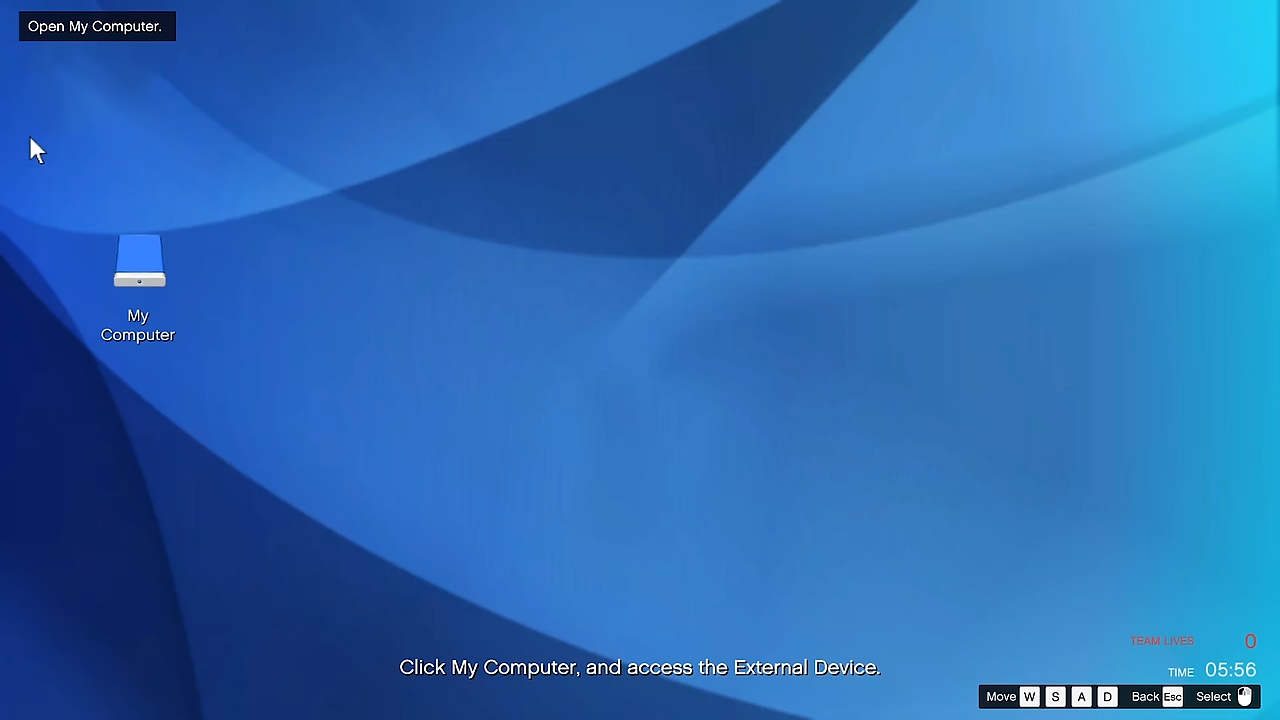 Open My Computer.
My
Computer
Click My Computer, and access the External Device.
TEAM LIVES 0
TIME 05:56
Move W S A D Back Esc Select